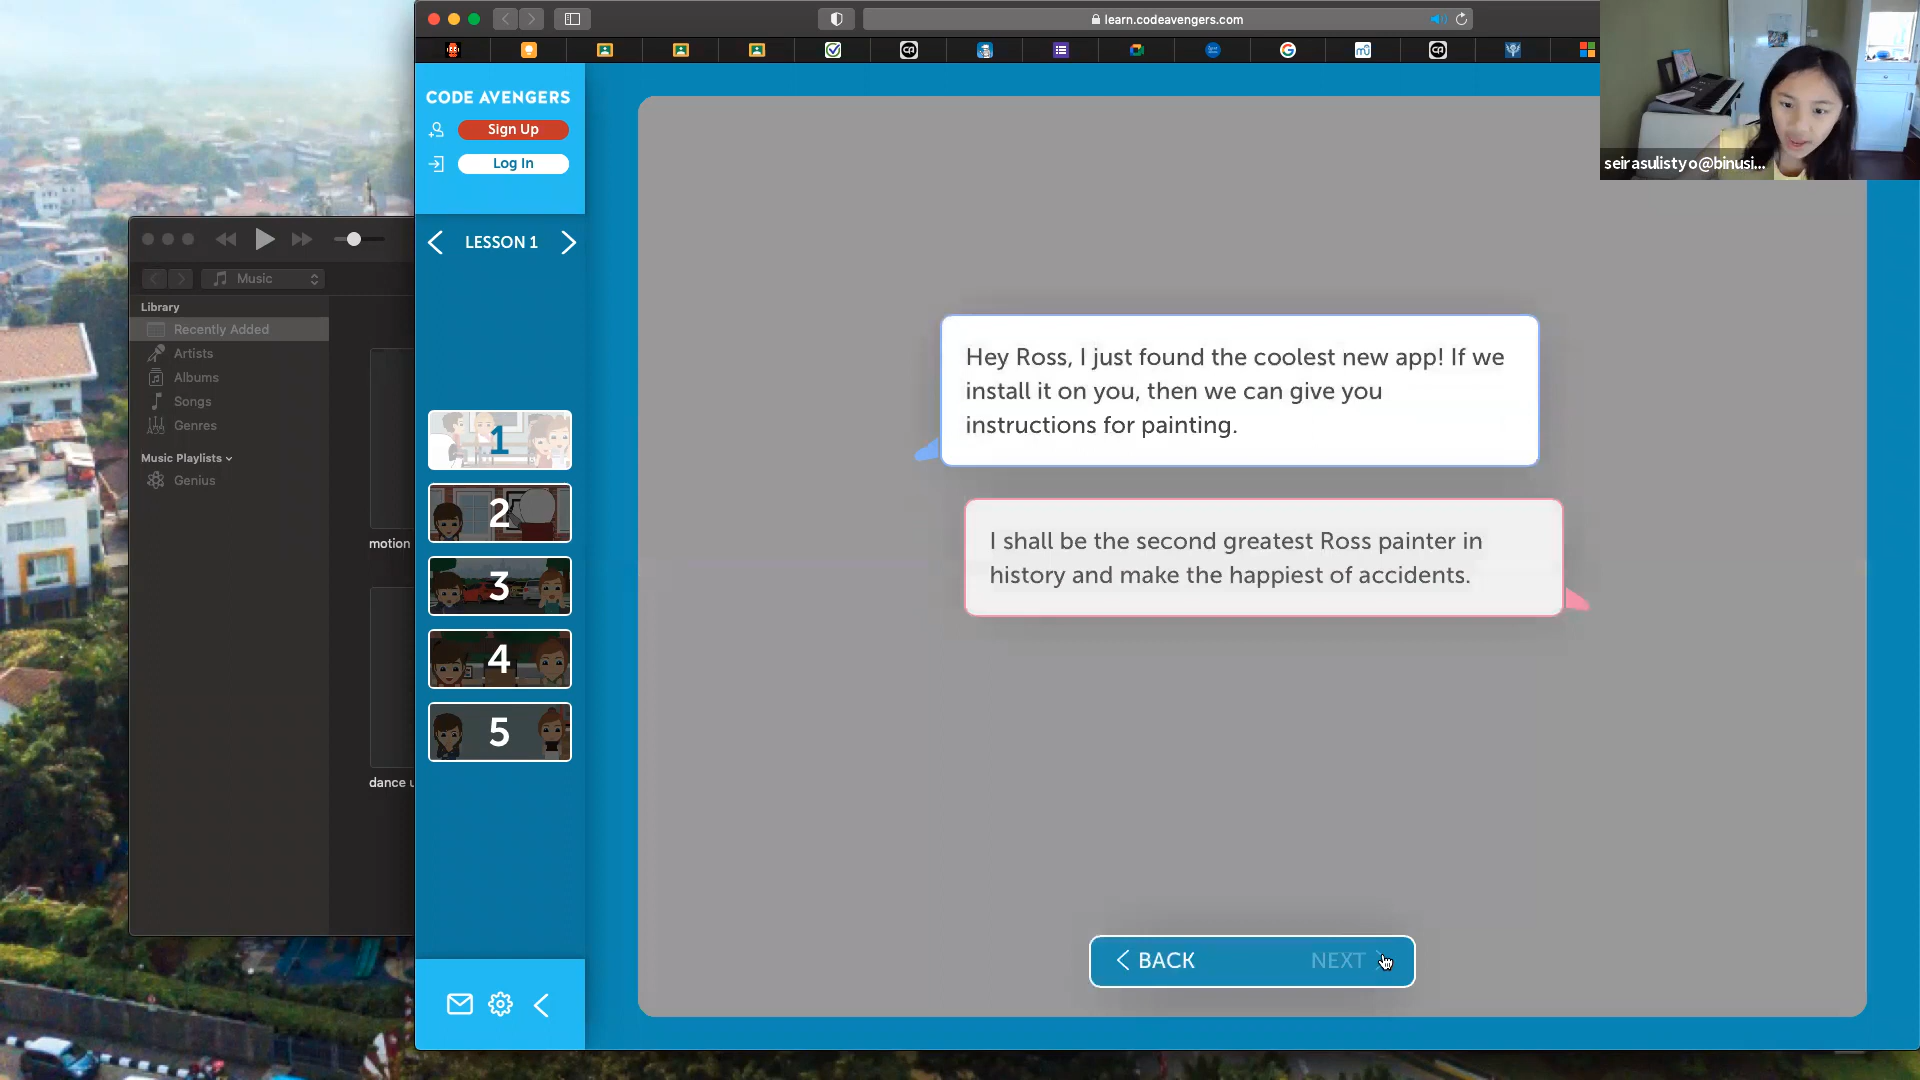 learn.codeavengers.com
CODE AVENGERS
Sign Up
Log In
LESSON 1
1
2
3
4
5
Music
Library
Recently Added
Artists
Albums
Songs
Genres
Music Playlists
Genius
motion
dance u
Hey Ross, I just found the coolest new app! If we
install it on you, then we can give you
instructions for painting.
I shall be the second greatest Ross painter in
history and make the happiest of accidents.
BACK
NEXT
seirasulistyo@binusi...